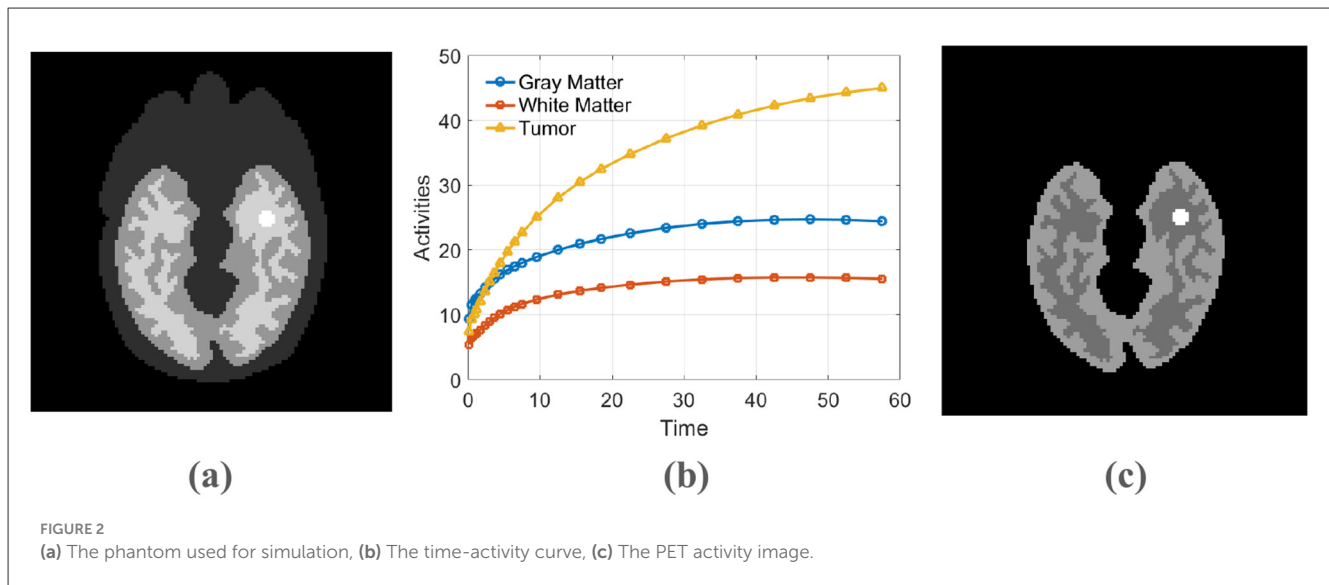 50
40
30
20
10
0
Activities
Gray Matter
White Matter
Tumor
0 10 20 30 40 50 60
Time
(a) (b) (c)
FIGURE 2
(a) The phantom used for simulation, (b) The time-activity curve, (c) The PET activity image.